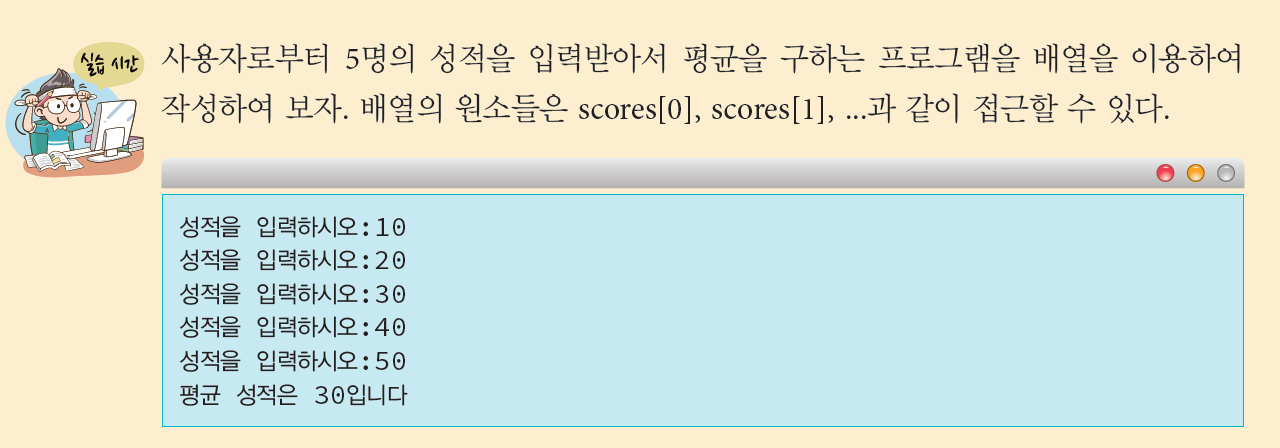 실습 시간
사용자로부터 5명의 성적을 입력받아서 평균을 구하는 프로그램을 배열을 이용하여
작성하여 보자. 배열의 원소들은 scores[0], scores[1], ...과 같이 접근할 수 있다.
성적을 입력하시오:10
성적을 입력하시오:20
성적을 입력하시오:30
성적을 입력하시오:40
성적을 입력하시오:50
평균 성적은 30입니다